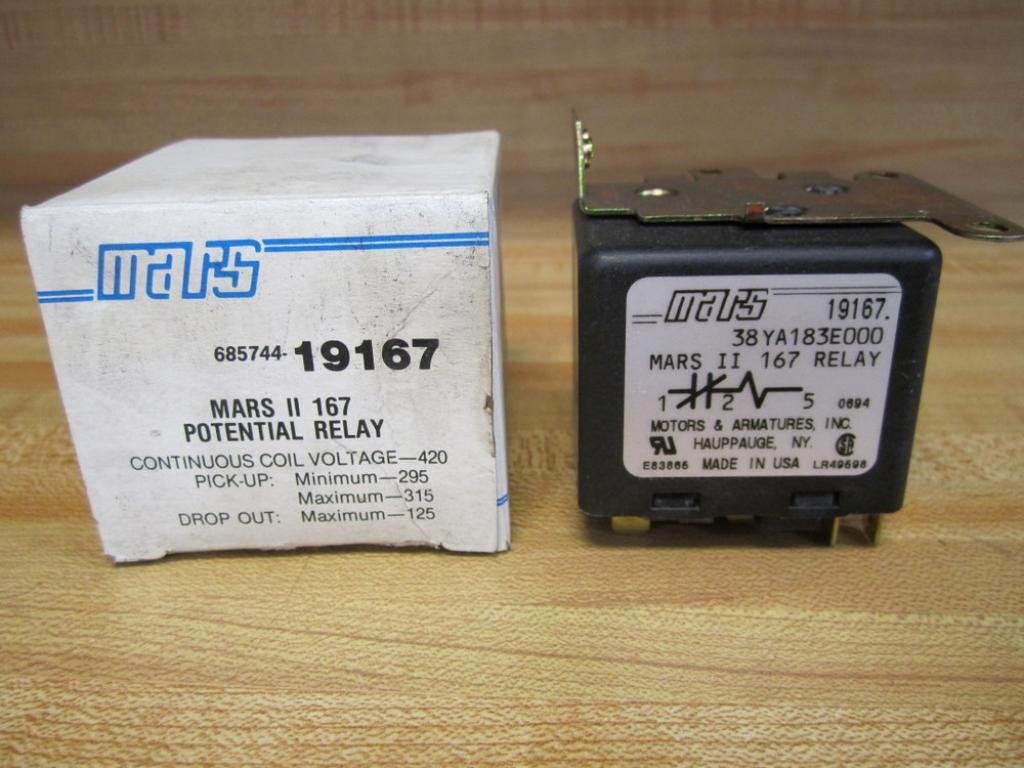 mars
685744-19167
MARS II 167
POTENTIAL RELAY
CONTINUOUS COIL VOLTAGE—420
PICK-UP: Minimum—295
Maximum—315
DROP OUT: Maximum—125
mars 19167.
38YA183E000
MARS II 167 RELAY
1 2 5 0694
MOTORS & ARMATURES, INC.
HAUPPAUGE, NY.
E83865 MADE IN USA LR49598